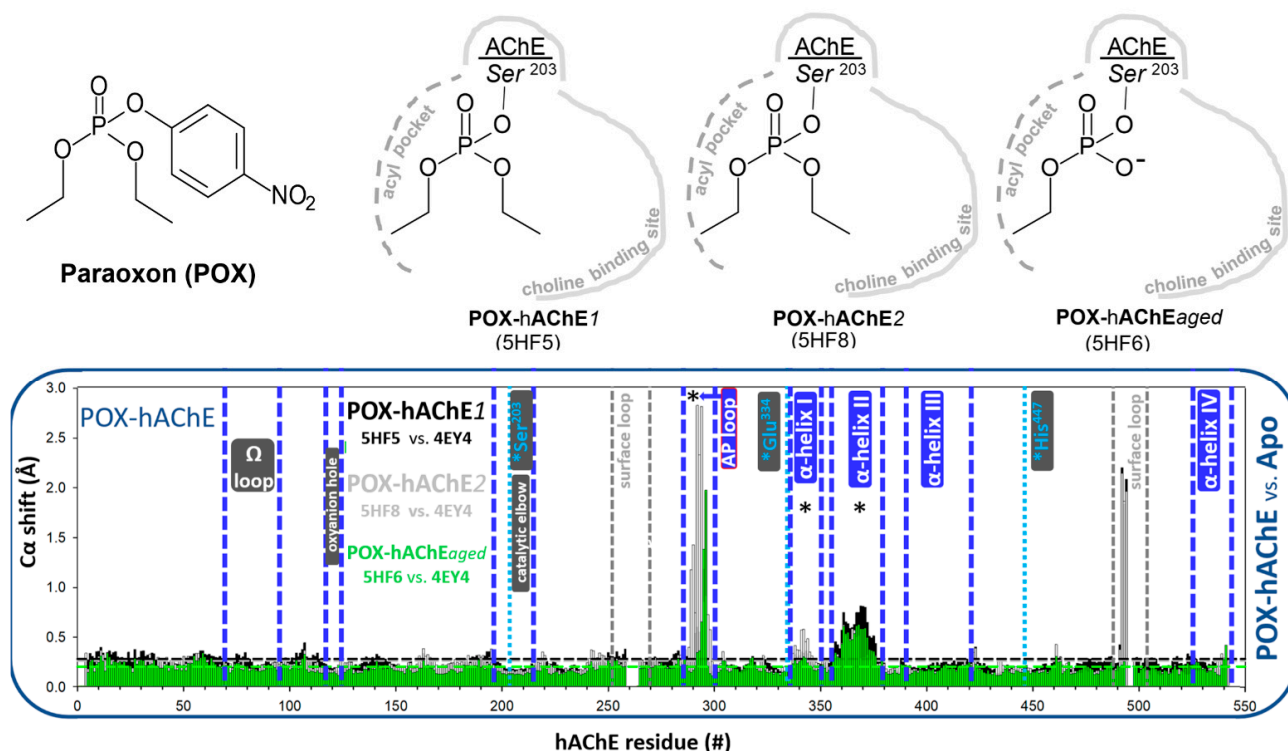 O
P
O
O
O
NO2
Paraoxon (POX)
AChE
Ser 203
O
O
P
O
O
acyl pocket
choline binding site
POX-hAChE1
(5HF5)
AChE
Ser 203
O
O
P
O
O
acyl pocket
choline binding site
POX-hAChE2
(5HF8)
AChE
Ser 203
O
O
P
O
O-
acyl pocket
choline binding site
POX-hAChEaged
(5HF6)
POX-hAChE
Ω
loop
oxyanion hole
POX-hAChE1
5HF5 vs. 4EY4
POX-hAChE2
5HF8 vs. 4EY4
POX-hAChEaged
5HF6 vs. 4EY4
*Ser203
catalytic elbow
surface loop
*
AP loop
*Glu334
α-helix I
*
α-helix II
*
α-helix III
*His447
surface loop
α-helix IV
POX-hAChE vs. Apo
Cα shift (Å)
3.0
2.5
2.0
1.5
1.0
0.5
0.0
0 50 100 150 200 250 300 350 400 450 500 550
hAChE residue (#)